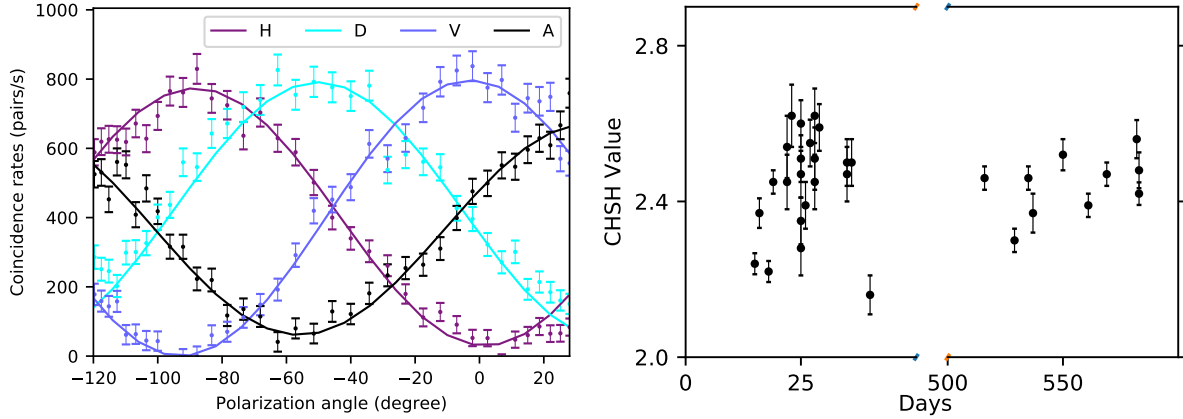 1000
800
600
400
200
0
Coincidence rates (pairs/s)
H D V A
−120 −100 −80 −60 −40 −20 0 20
Polarization angle (degree)
2.8
2.4
2.0
CHSH Value
0 25 500 550
Days